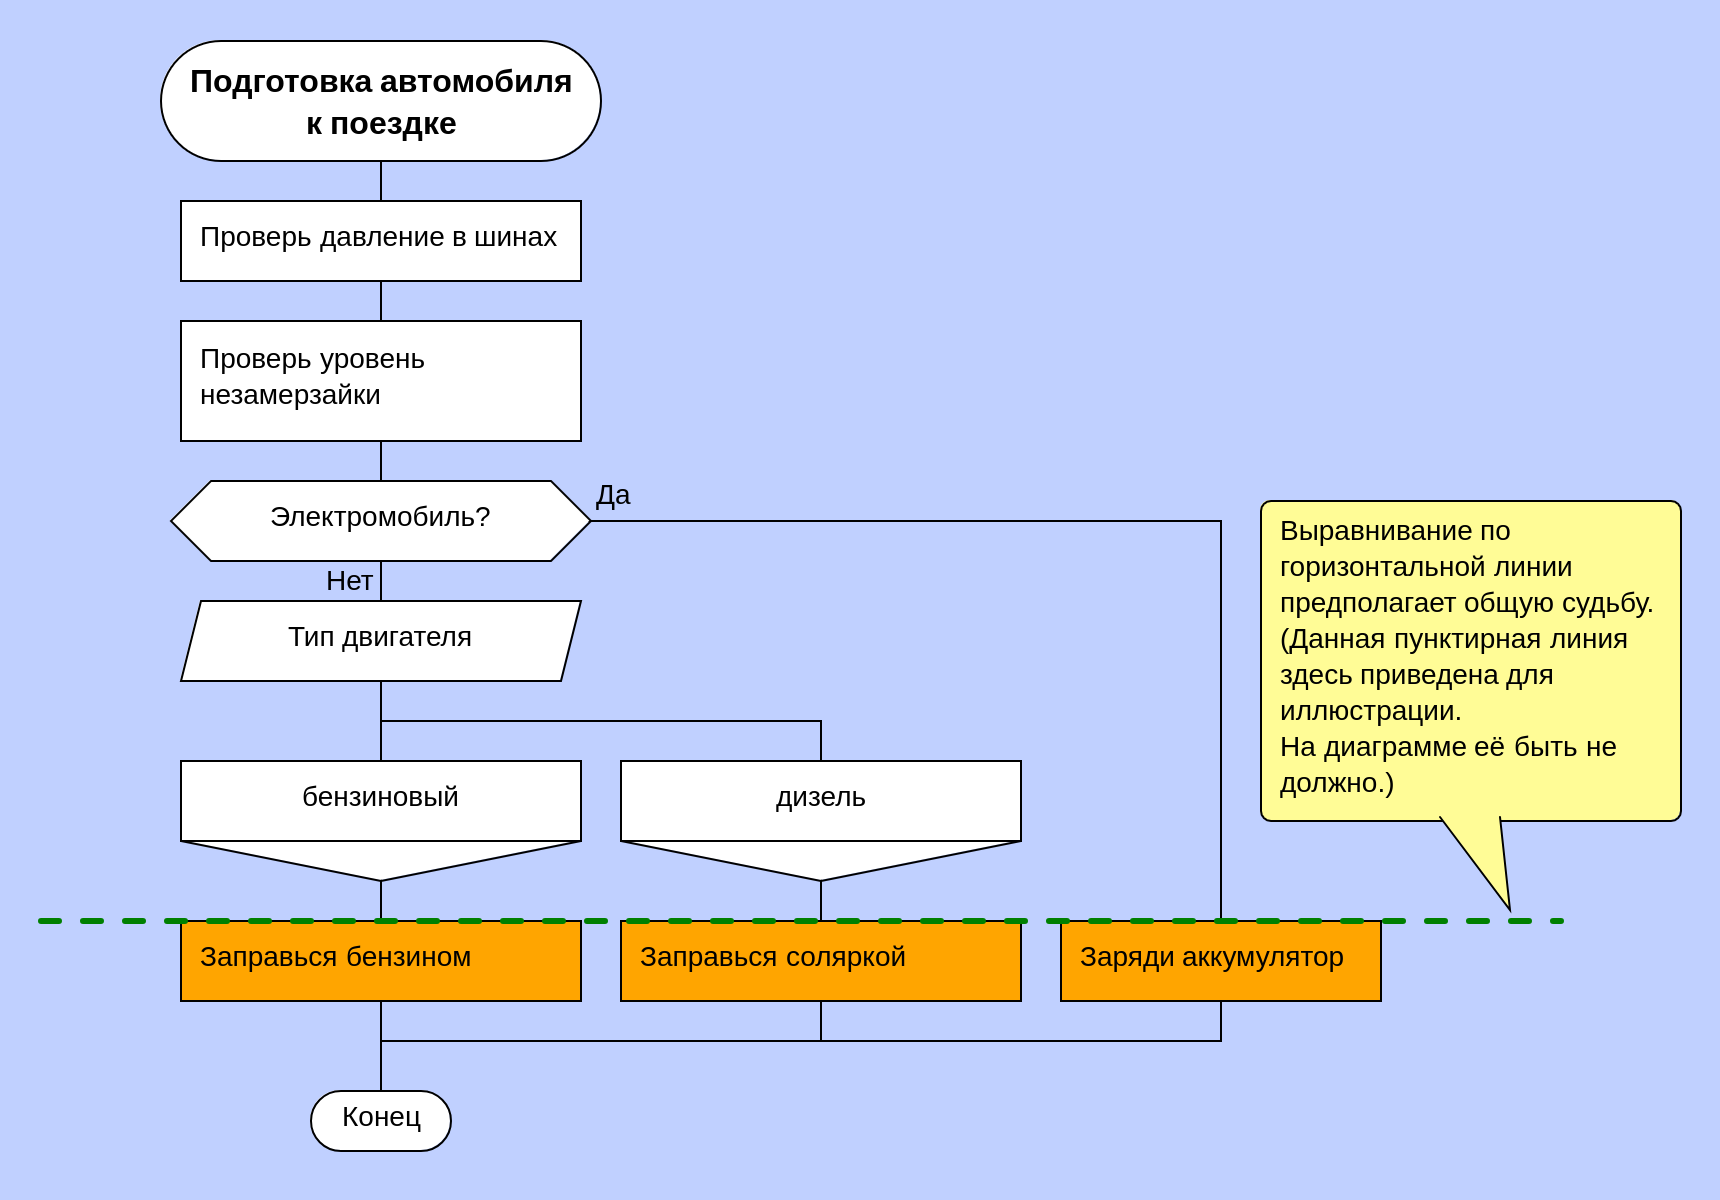 Подготовка автомобиля
к поездке
Проверь давление в шинах
Проверь уровень
незамерзайки
Электромобиль?
Да
Нет
Тип двигателя
бензиновый
дизель
Выравнивание по
горизонтальной линии
предполагает общую судьбу.
(Данная пунктирная линия
здесь приведена для
иллюстрации.
На диаграмме её быть не
должно.)
Заправься бензином
Заправься соляркой
Заряди аккумулятор
Конец